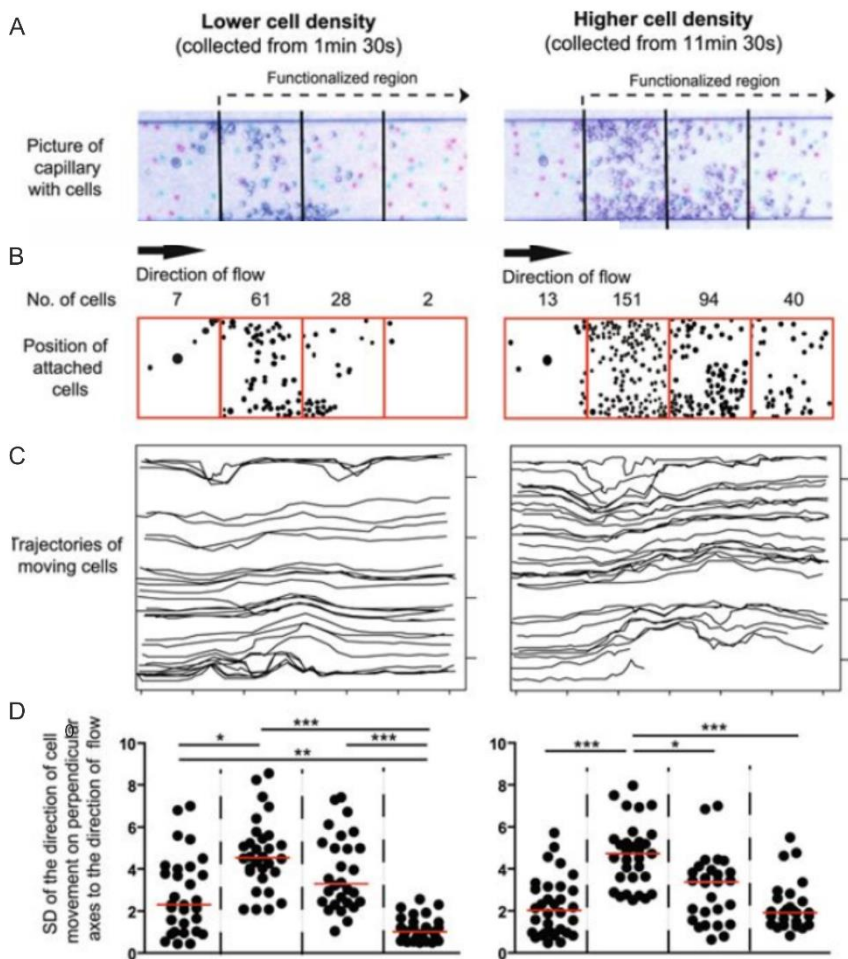 A
Lower cell density
(collected from 1min 30s)
Higher cell density
(collected from 11min 30s)
Functionalized region
Functionalized region
Picture of
capillary
with cells
B
Direction of flow
Direction of flow
No. of cells
7 61 28 2
13 151 94 40
Position of
attached
cells
C
Trajectories of
moving cells
D
SD of the direction of cell
movement on perpendicular
axes to the direction of flow
10
8
6
4
2
0
* *** *** **
10
8
6
4
2
0
*** *** *